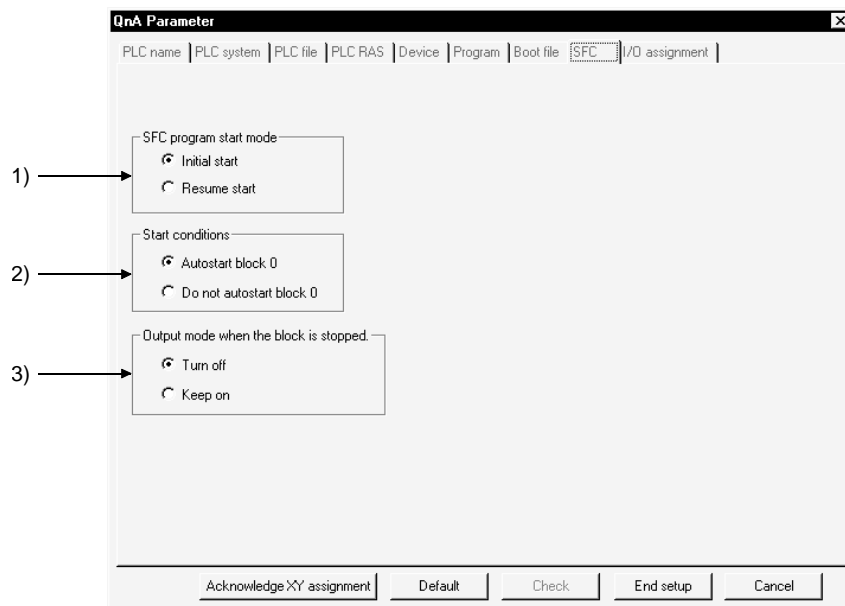 QnA Parameter
PLC name PLC system PLC file PLC RAS Device Program Boot file SFC I/O assignment
SFC program start mode
1)
Initial start
Resume start
Start conditions
2)
Autostart block 0
Do not autostart block 0
Output mode when the block is stopped.
3)
Turn off
Keep on
Acknowledge XY assignment Default Check End setup Cancel